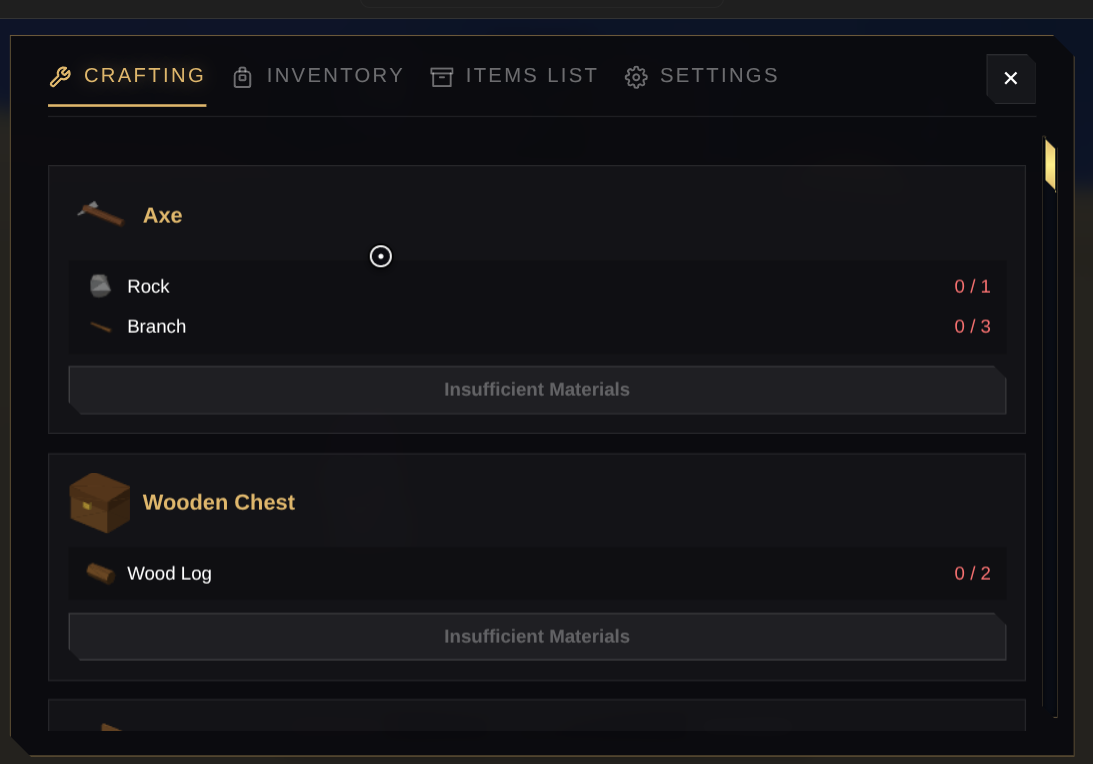 CRAFTING INVENTORY ITEMS LIST SETTINGS
Axe
Rock 0 / 1
Branch 0 / 3
Insufficient Materials
Wooden Chest
Wood Log 0 / 2
Insufficient Materials